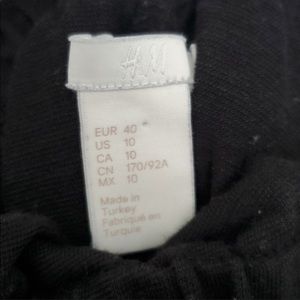 H&M
EUR 40
US 10
CA 10
CN 170/92A
MX 10
Made in
Turkey
Fabriqué en
Turquie